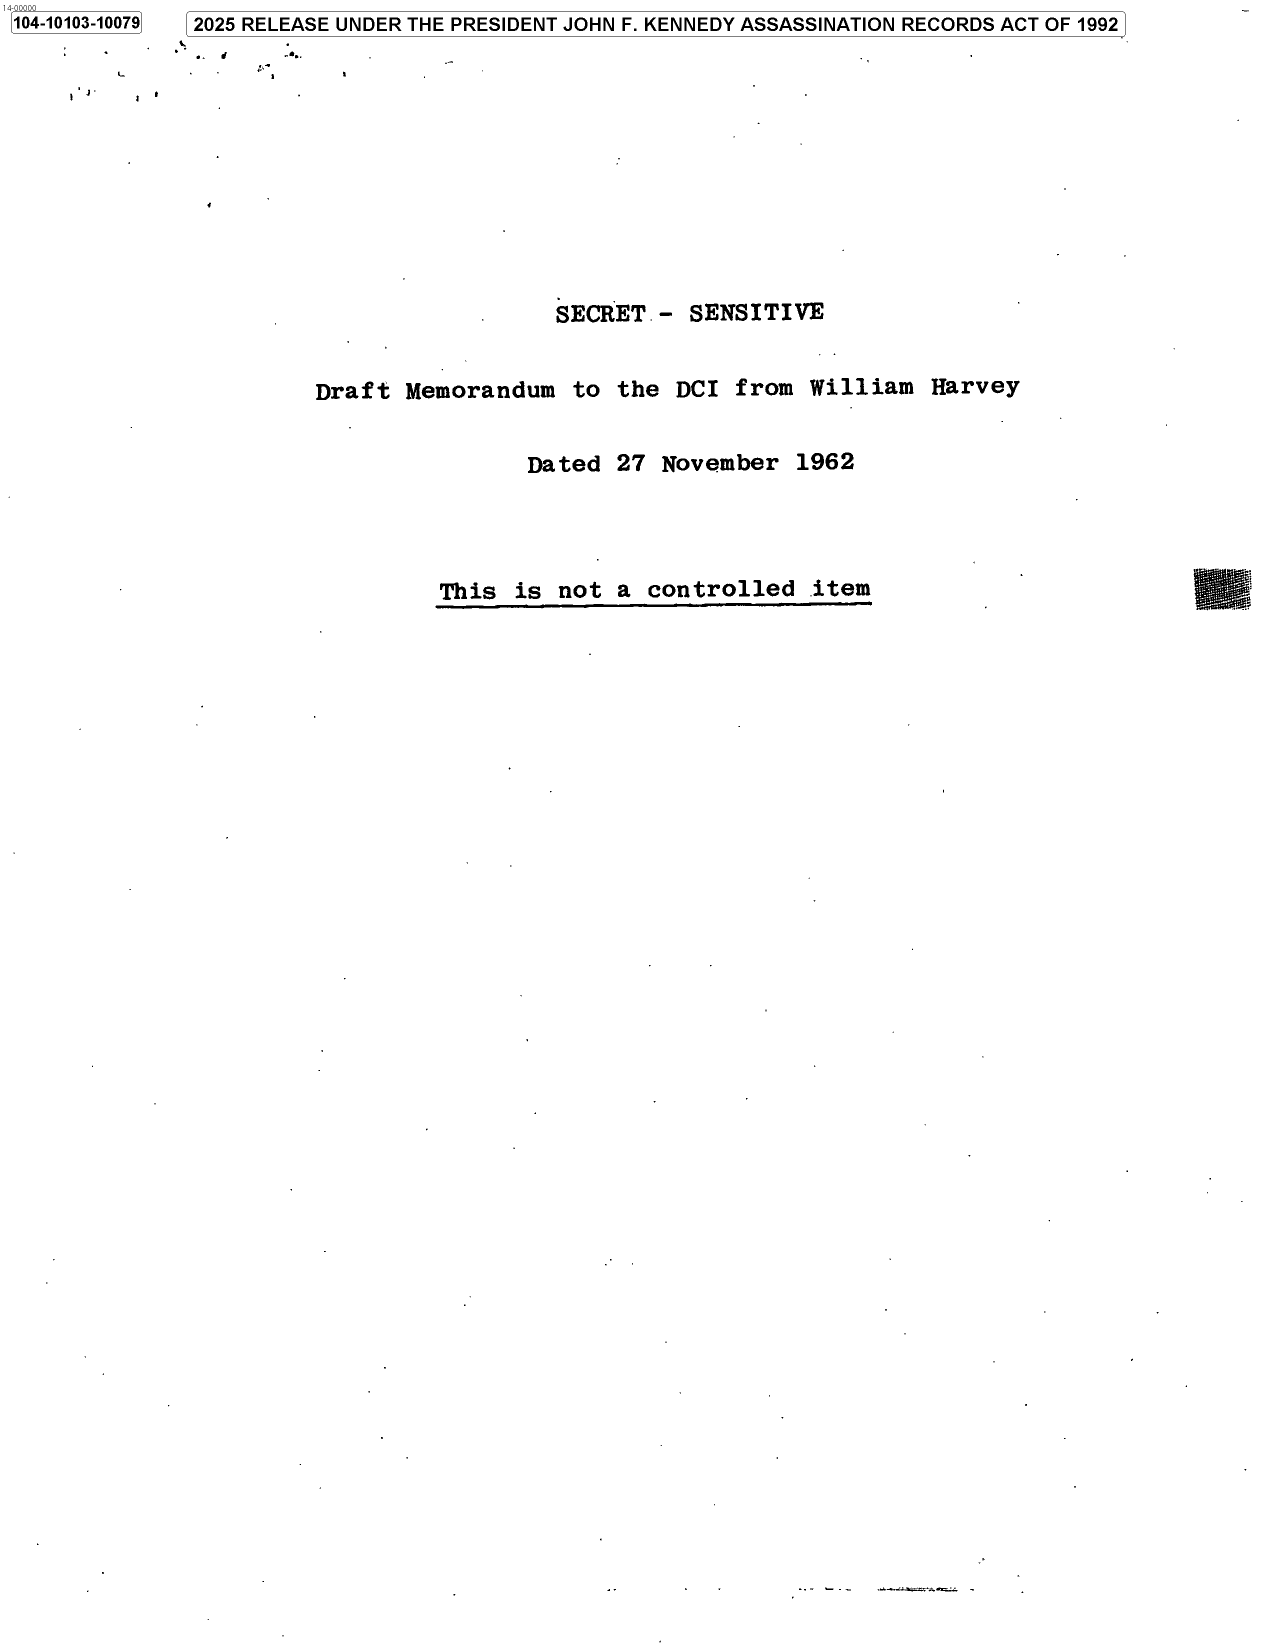 14-00000
104-10103-10079
2025 RELEASE UNDER THE PRESIDENT JOHN F. KENNEDY ASSASSINATION RECORDS ACT OF 1992
SECRET - SENSITIVE
Draft Memorandum to the DCI from William Harvey
Dated 27 November 1962
This is not a controlled item